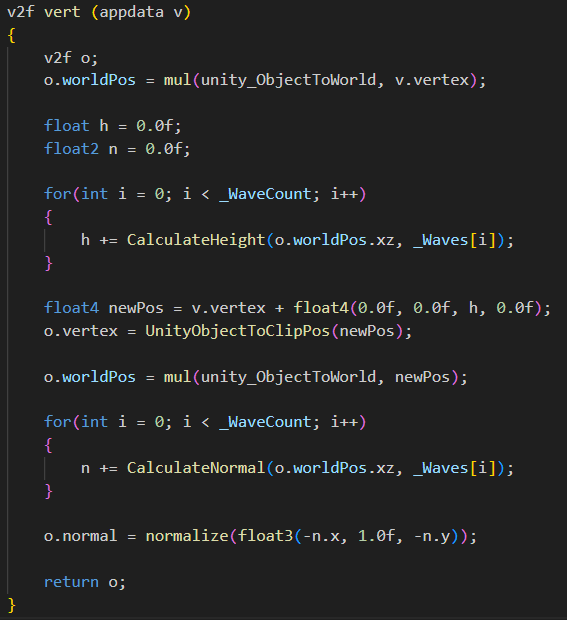 v2f vert (appdata v)
{
v2f o;
o.worldPos = mul(unity_ObjectToWorld, v.vertex);
float h = 0.0f;
float2 n = 0.0f;
for(int i = 0; i < _WaveCount; i++)
{
h += CalculateHeight(o.worldPos.xz, _Waves[i]);
}
float4 newPos = v.vertex + float4(0.0f, 0.0f, h, 0.0f);
o.vertex = UnityObjectToClipPos(newPos);
o.worldPos = mul(unity_ObjectToWorld, newPos);
for(int i = 0; i < _WaveCount; i++)
{
n += CalculateNormal(o.worldPos.xz, _Waves[i]);
}
o.normal = normalize(float3(-n.x, 1.0f, -n.y));
return o;
}